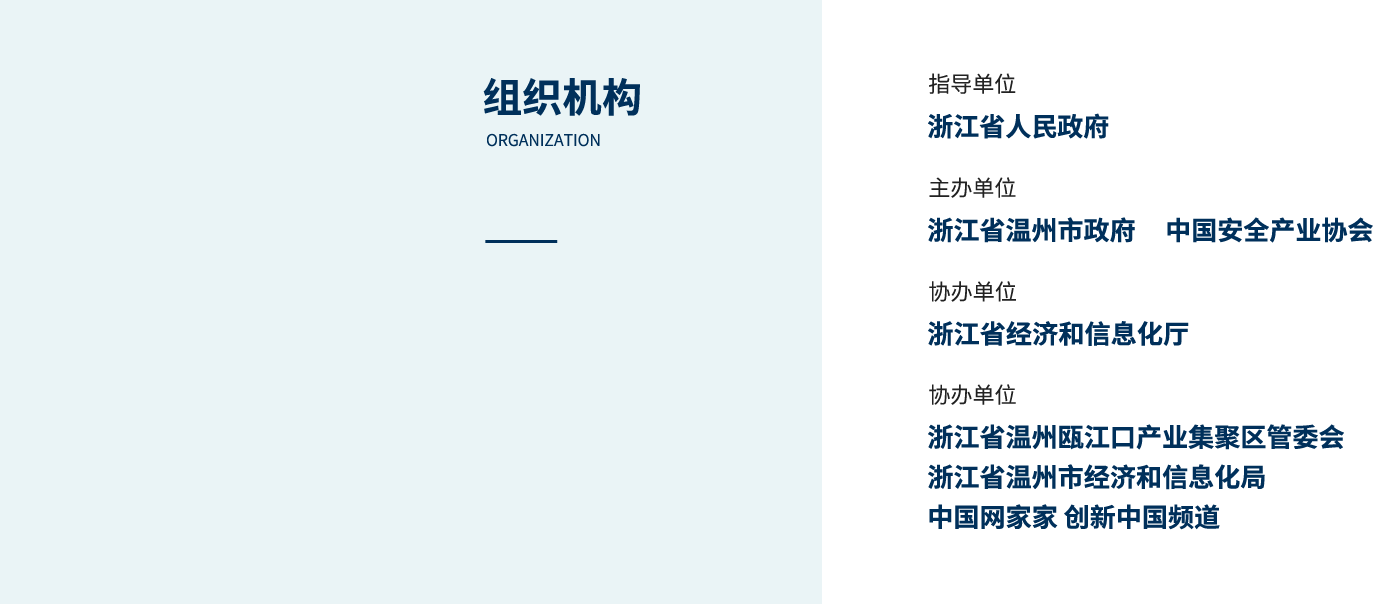 组织机构
ORGANIZATION
指导单位
浙江省人民政府
主办单位
浙江省温州市政府 中国安全产业协会
协办单位
浙江省经济和信息化厅
协办单位
浙江省温州瓯江口产业集聚区管委会
浙江省温州市经济和信息化局
中国网家家 创新中国频道